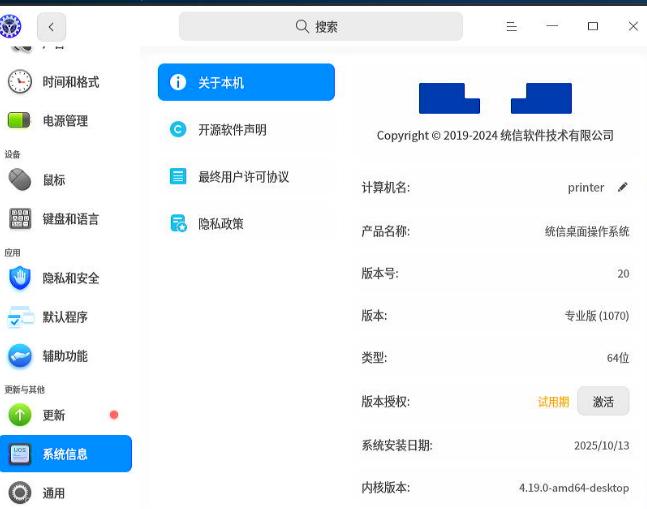 搜索
时间和格式
电源管理
设备
鼠标
键盘和语言
应用
隐私和安全
默认程序
辅助功能
更新与其他
更新
UOS
系统信息
通用
关于本机
开源软件声明
最终用户许可协议
隐私政策
Copyright © 2019-2024 统信软件技术有限公司
计算机名: printer
产品名称: 统信桌面操作系统
版本号: 20
版本: 专业版 (1070)
类型: 64位
版本授权: 试用期 激活
系统安装日期: 2025/10/13
内核版本: 4.19.0-amd64-desktop